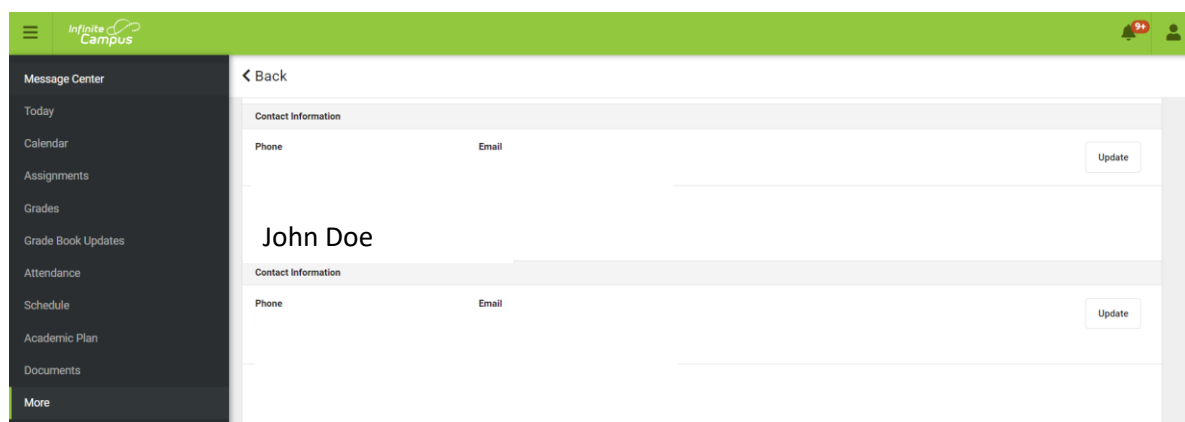 Infinite
Campus
9+
Message Center
Back
Today
Contact Information
Calendar
Phone Email
Update
Assignments
Grades
Grade Book Updates
John Doe
Attendance
Contact Information
Schedule
Phone Email
Update
Academic Plan
Documents
More